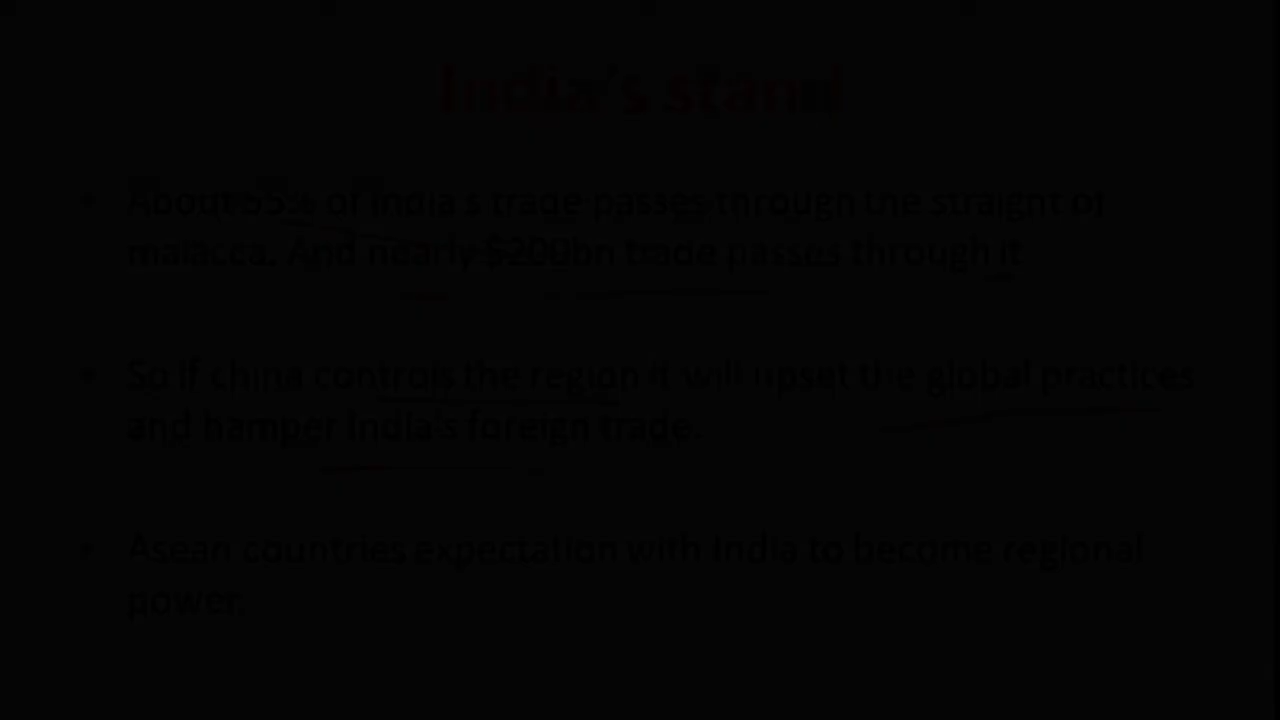 India's stand
• About 55% of India's trade passes through the straight of
malacca. And nearly $200bn trade passes through it
• So if china controls the region it will upset the global practices
and hamper India's foreign trade.
• Asean countries expectation with India to become regional
power.